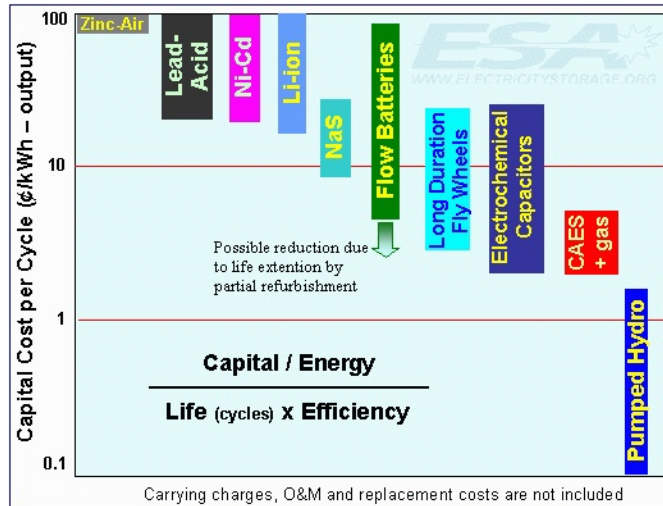 Capital Cost per Cycle (¢/kWh – output)
100
10
1
0.1
Zinc-Air
Lead-
Acid
Ni-Cd
Li-ion
NaS
Flow Batteries
Long Duration
Fly Wheels
Electrochemical
Capacitors
CAES
+ gas
Pumped Hydro
ESA
WWW.ELECTRICITYSTORAGE.ORG
Possible reduction due
to life extention by
partial refurbishment
Capital / Energy
Life (cycles) x Efficiency
Carrying charges, O&M and replacement costs are not included